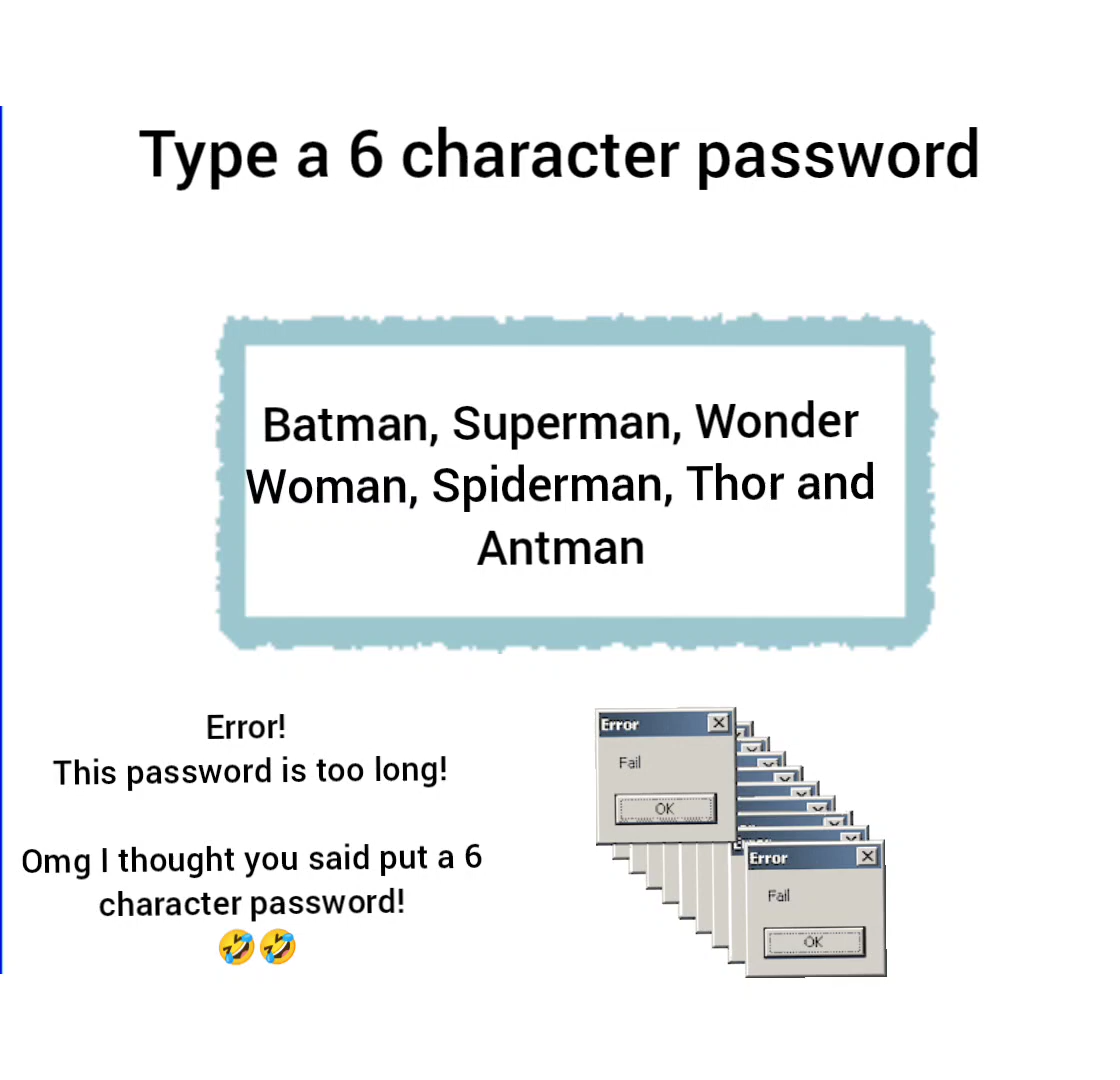 Type a 6 character password
Batman, Superman, Wonder
Woman, Spiderman, Thor and
Antman
Error!
This password is too long!
Omg I thought you said put a 6
character password!
🤣🤣
Error
Fail
OK
Error
Fail
OK